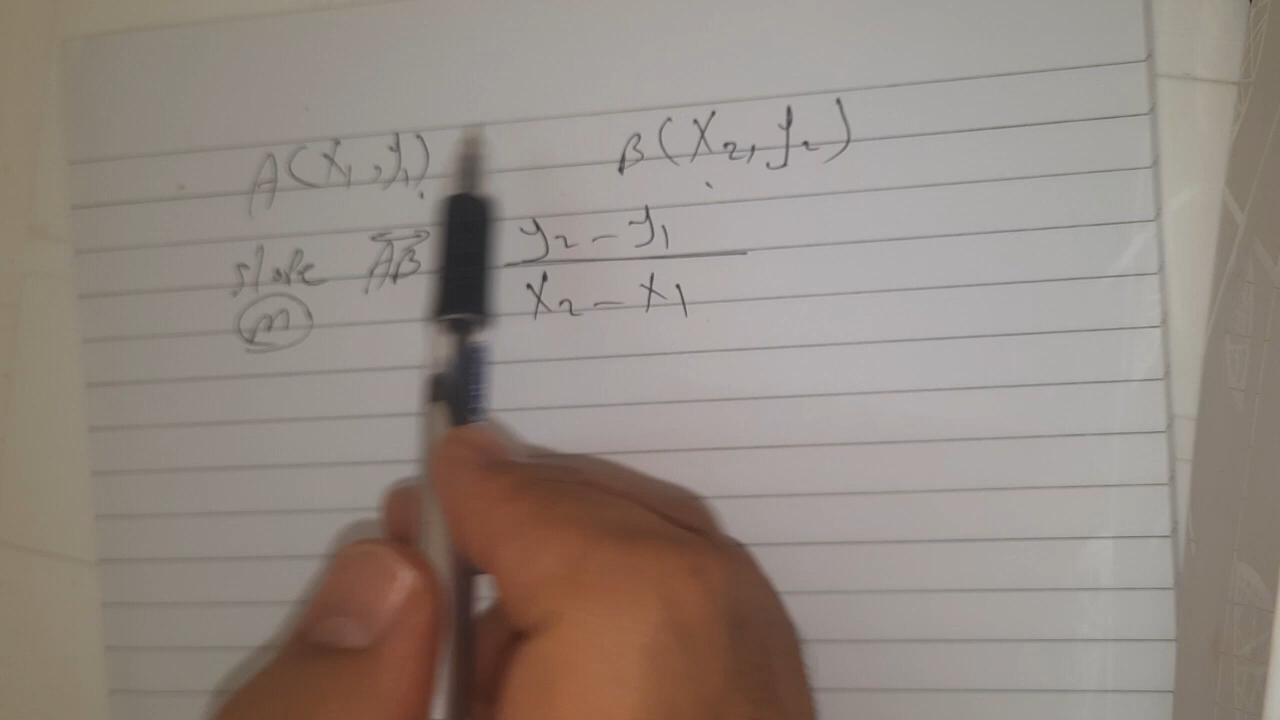 A(x₁,y₁) B(x₂,y₂)
slope AB y₂-y₁
x₂-x₁
m